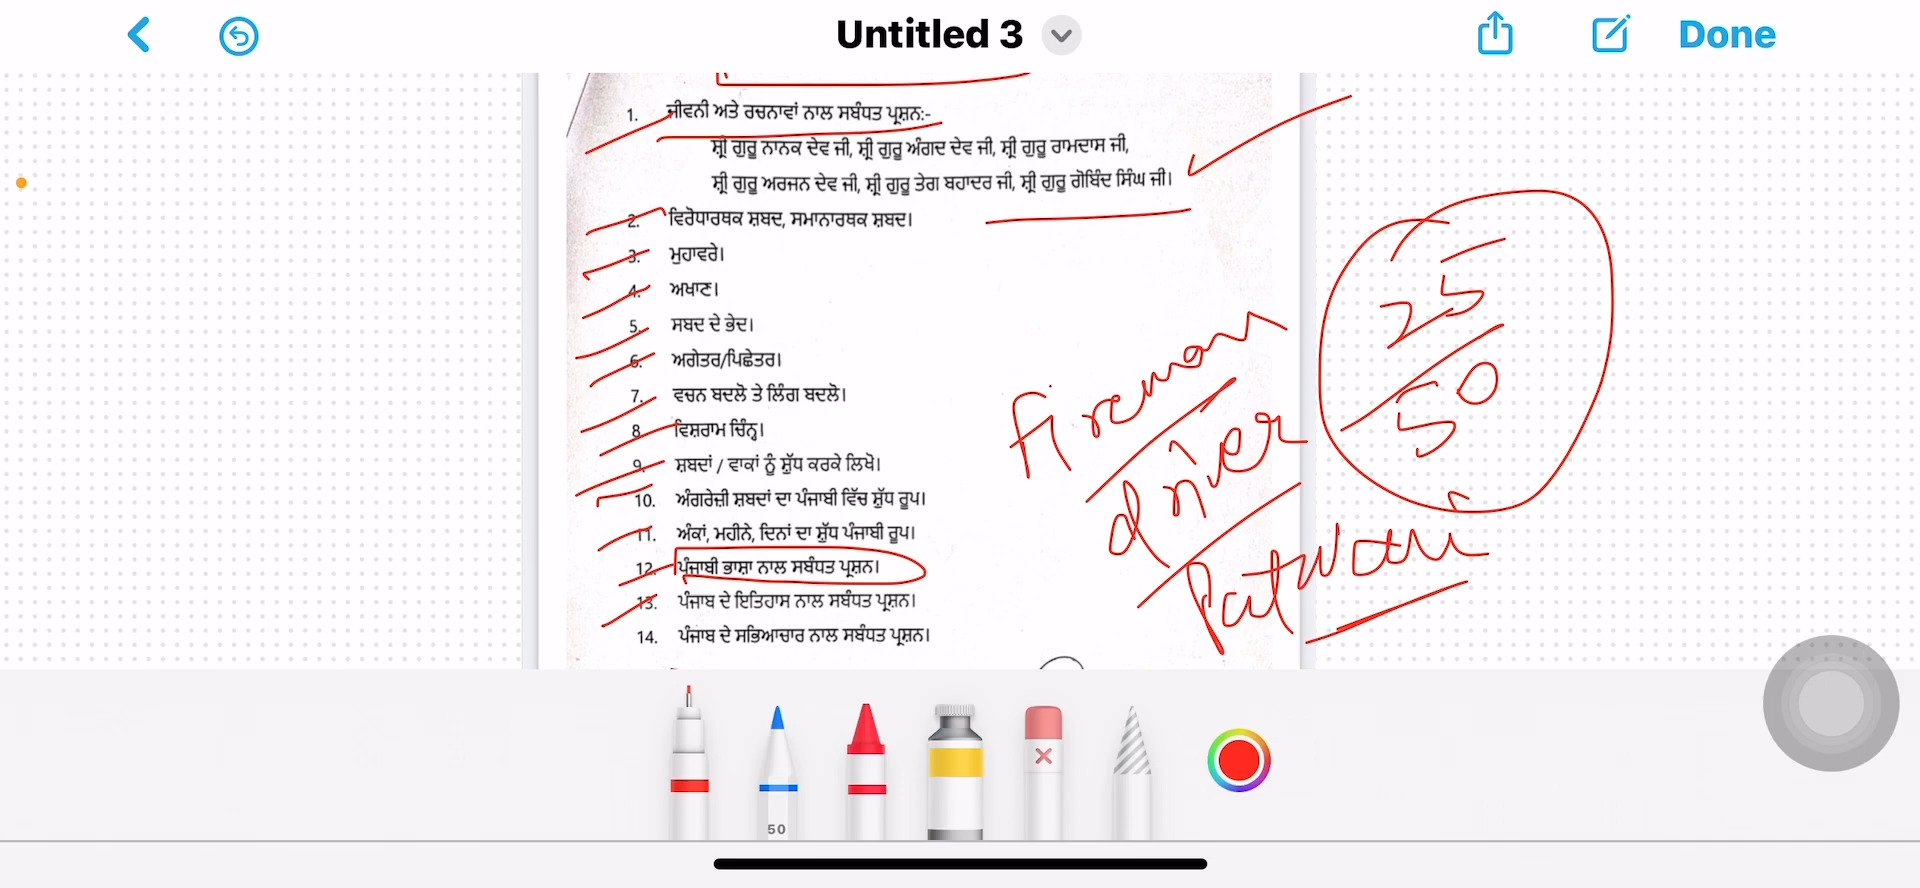 Untitled 3
Done
1. ਜੀਵਨੀ ਅਤੇ ਰਚਨਾਵਾਂ ਨਾਲ ਸਬੰਧਤ ਪ੍ਰਸ਼ਨ:-
ਸ਼੍ਰੀ ਗੁਰੂ ਨਾਨਕ ਦੇਵ ਜੀ, ਸ਼੍ਰੀ ਗੁਰੂ ਅੰਗਦ ਦੇਵ ਜੀ, ਸ਼੍ਰੀ ਗੁਰੂ ਰਾਮਦਾਸ ਜੀ,
ਸ਼੍ਰੀ ਗੁਰੂ ਅਰਜਨ ਦੇਵ ਜੀ, ਸ਼੍ਰੀ ਗੁਰੂ ਤੇਗ ਬਹਾਦਰ ਜੀ, ਸ਼੍ਰੀ ਗੁਰੂ ਗੋਬਿੰਦ ਸਿੰਘ ਜੀ।
2. ਵਿਰੋਧਾਰਥਕ ਸ਼ਬਦ, ਸਮਾਨਾਰਥਕ ਸ਼ਬਦ।
3. ਮੁਹਾਵਰੇ।
4. ਅਖਾਣ।
5. ਸਬਦ ਦੇ ਭੇਦ।
6. ਅਗੇਤਰ/ਪਿਛੇਤਰ।
7. ਵਚਨ ਬਦਲੋ ਤੇ ਲਿੰਗ ਬਦਲੋ।
8. ਵਿਸ਼ਰਾਮ ਚਿੰਨ੍ਹ।
9. ਸ਼ਬਦਾਂ / ਵਾਕਾਂ ਨੂੰ ਸ਼ੁੱਧ ਕਰਕੇ ਲਿਖੋ।
10. ਅੰਗਰੇਜ਼ੀ ਸ਼ਬਦਾਂ ਦਾ ਪੰਜਾਬੀ ਵਿੱਚ ਸ਼ੁੱਧ ਰੂਪ।
11. ਅੰਕਾਂ, ਮਹੀਨੇ, ਦਿਨਾਂ ਦਾ ਸ਼ੁੱਧ ਪੰਜਾਬੀ ਰੂਪ।
12. ਪੰਜਾਬੀ ਭਾਸ਼ਾ ਨਾਲ ਸਬੰਧਤ ਪ੍ਰਸ਼ਨ।
13. ਪੰਜਾਬ ਦੇ ਇਤਿਹਾਸ ਨਾਲ ਸਬੰਧਤ ਪ੍ਰਸ਼ਨ।
14. ਪੰਜਾਬ ਦੇ ਸਭਿਆਚਾਰ ਨਾਲ ਸਬੰਧਤ ਪ੍ਰਸ਼ਨ।
fireman
driver
Patwari
25
50
50